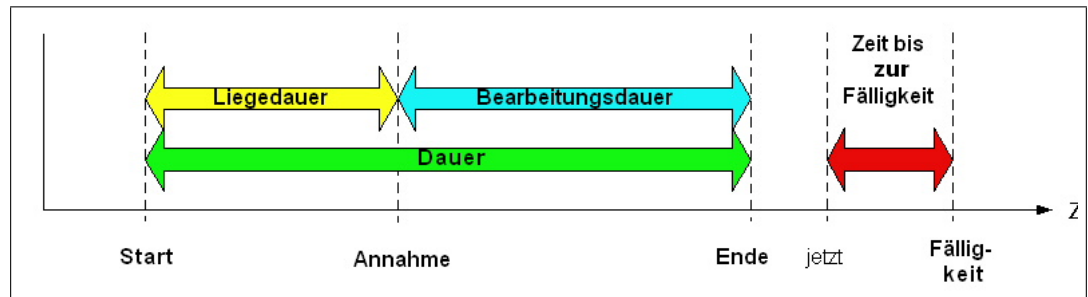 Zeit bis
zur
Fälligkeit
Liegedauer
Bearbeitungsdauer
Dauer
Start
Annahme
Ende
jetzt
Fällig-
keit